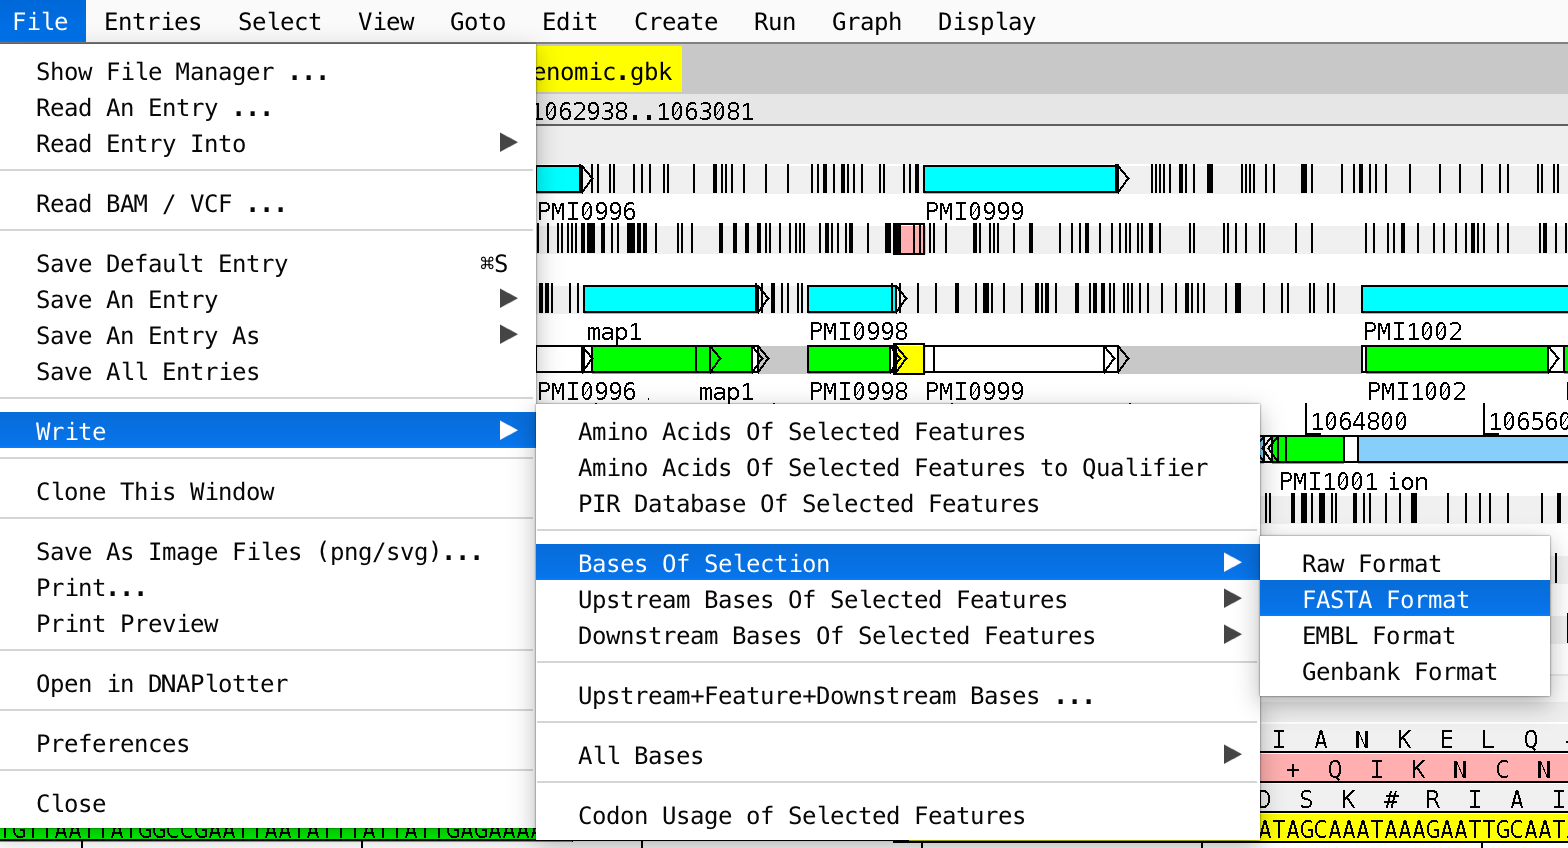 File Entries Select View Goto Edit Create Run Graph Display
Show File Manager ...
Read An Entry ...
Read Entry Into
Read BAM / VCF ...
Save Default Entry ⌘S
Save An Entry
Save An Entry As
Save All Entries
Write
Clone This Window
Save As Image Files (png/svg)...
Print...
Print Preview
Open in DNAPlotter
Preferences
Close
enomic.gbk
1062938..1063081
PMI0996 PMI0999
map1 PMI0998 PMI1002
PMI0996 map1 PMI0998 PMI0999 PMI1002
Amino Acids Of Selected Features
Amino Acids Of Selected Features to Qualifier
PIR Database Of Selected Features
Bases Of Selection
Upstream Bases Of Selected Features
Downstream Bases Of Selected Features
Upstream+Feature+Downstream Bases ...
All Bases
Codon Usage of Selected Features
1064800 106560
PMI1001 ion
Raw Format
FASTA Format
EMBL Format
Genbank Format
I A N K E L Q
+ Q I K N C N
D S K # R I A I
TGTTAATTATGGCCGAATTAATATTTATTATTGAGAAAA
ATAGCAAATAAAGAATTGCAAT